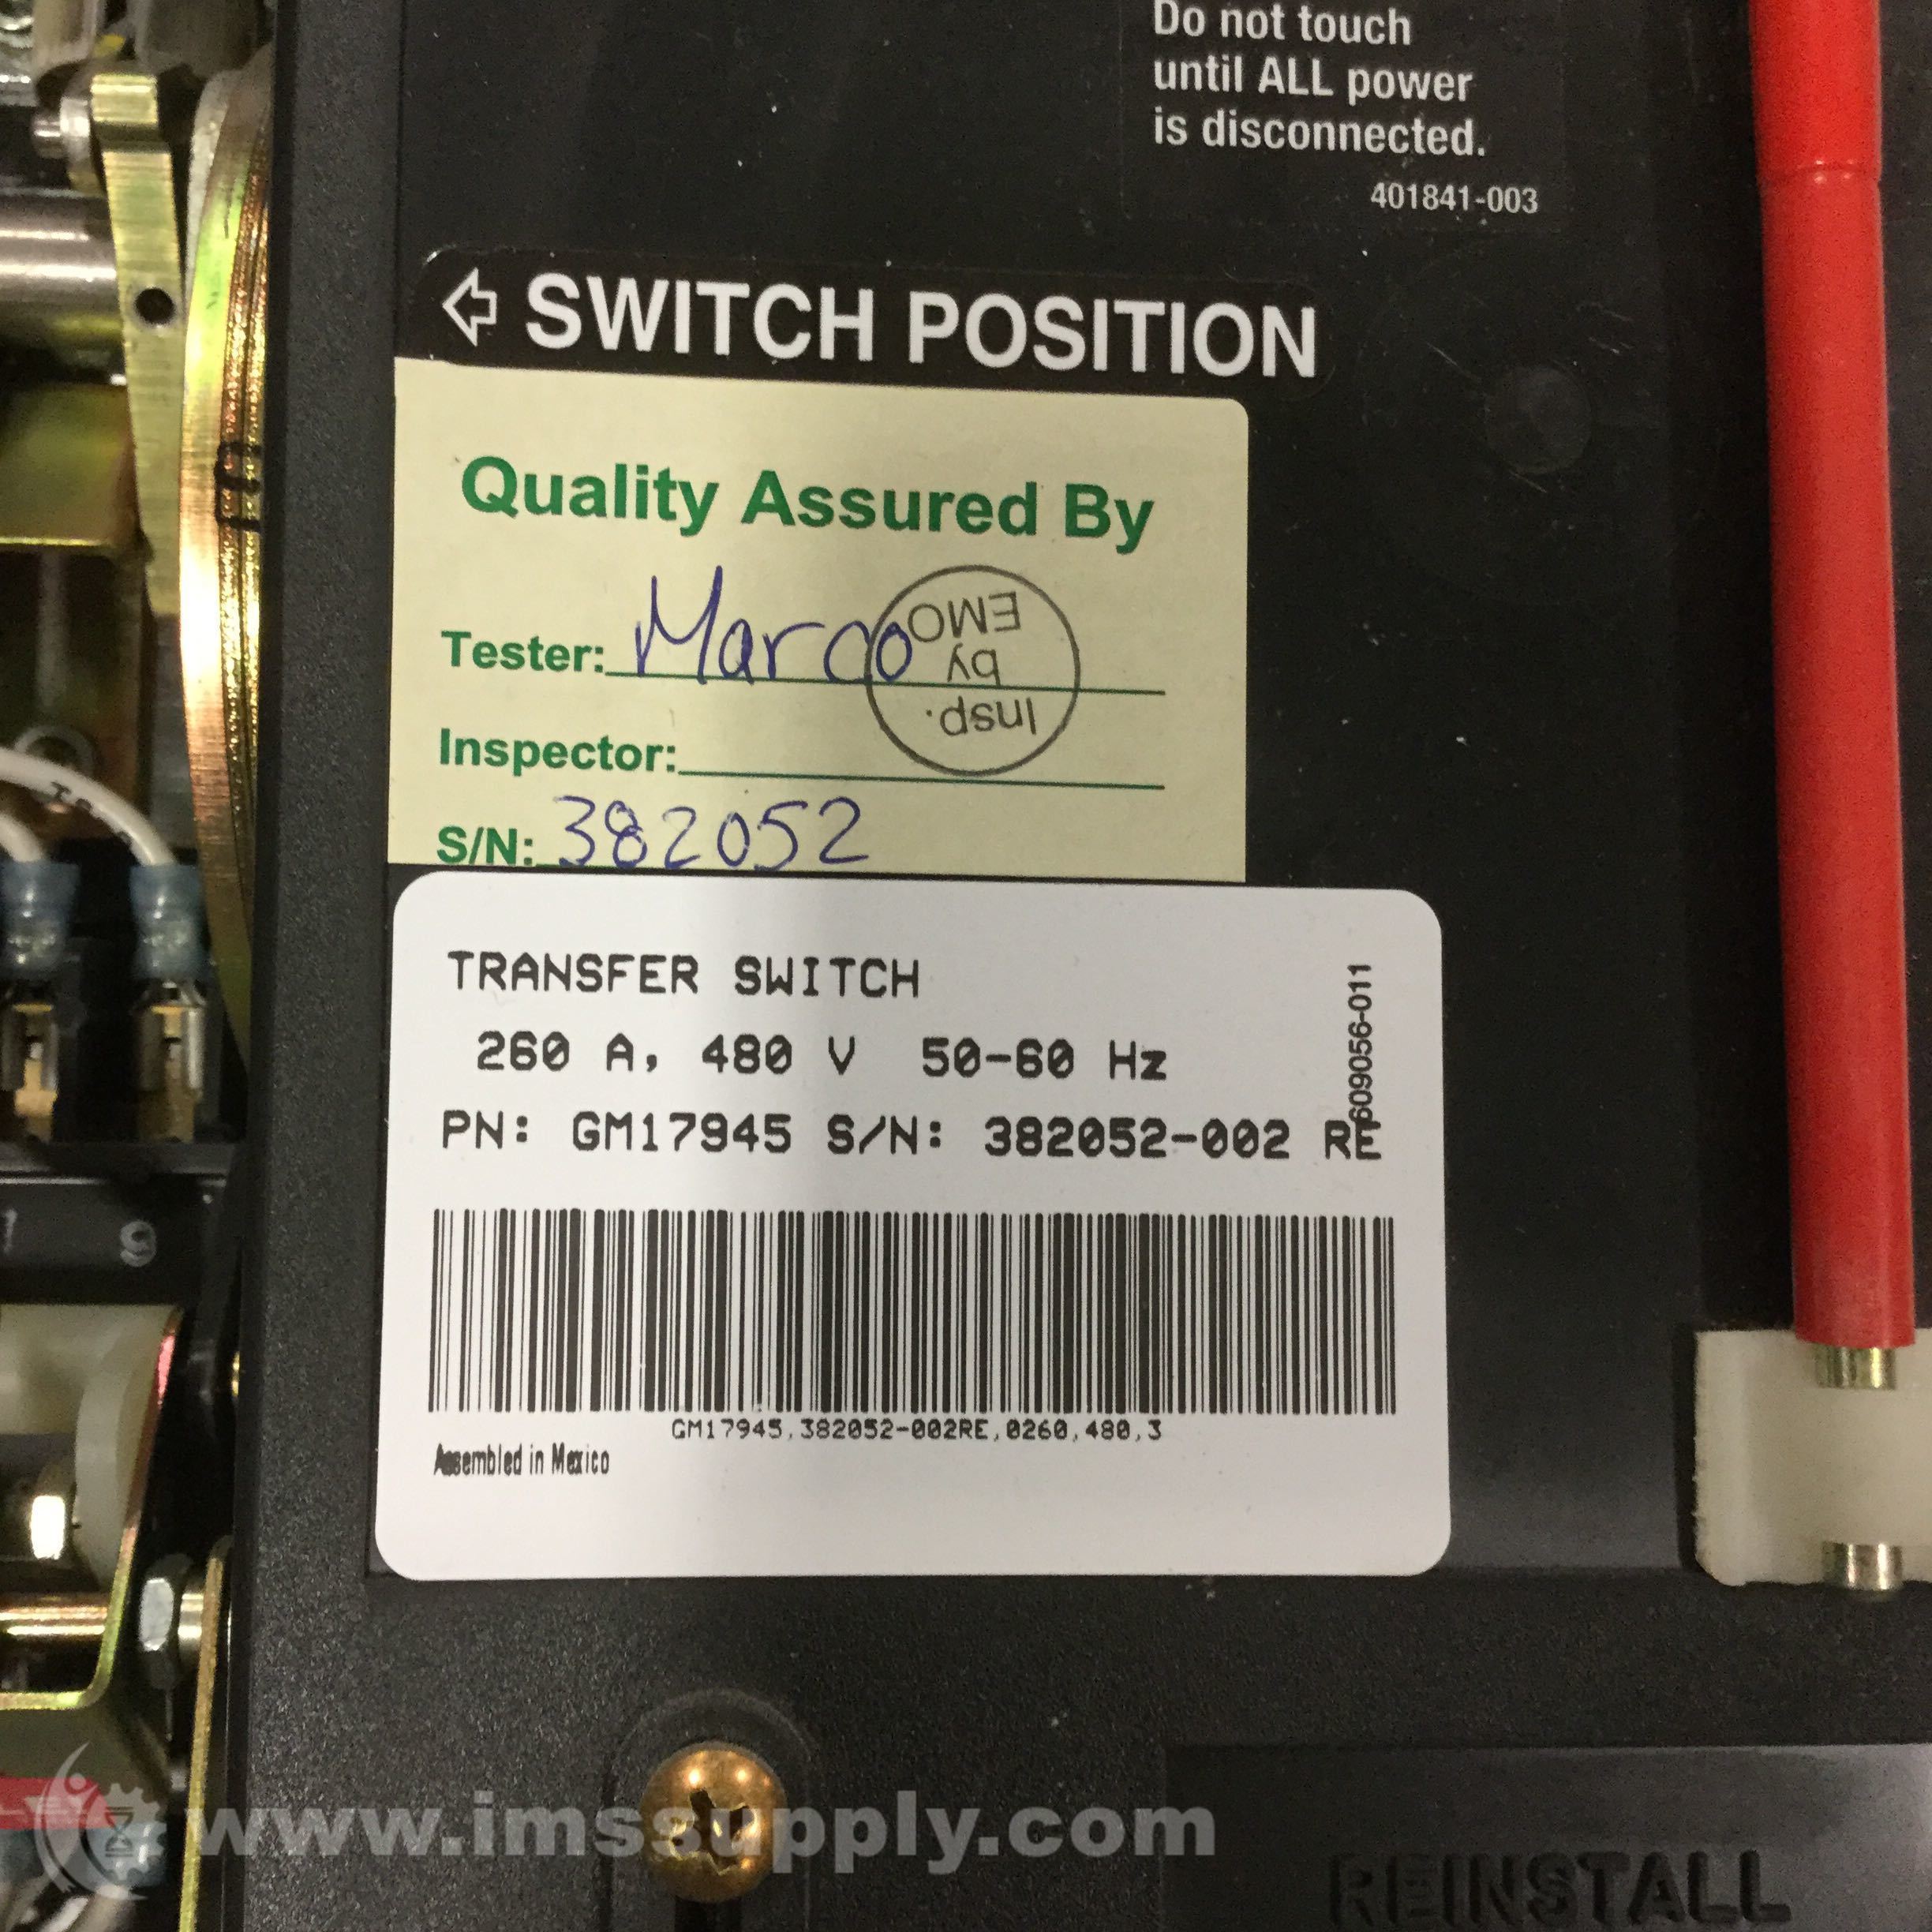 Do not touch
until ALL power
is disconnected.
401841-003
SWITCH POSITION
Quality Assured By
Tester: Marco
EMO
by
Insp.
Inspector:
S/N: 382052
TRANSFER SWITCH
260 A, 480 V 50-60 Hz
PN: GM17945 S/N: 382052-002 RE
609056-011
GM17945,382052-002RE,0260,480,3
Assembled in Mexico
9
www.imssupply.com
REINSTALL